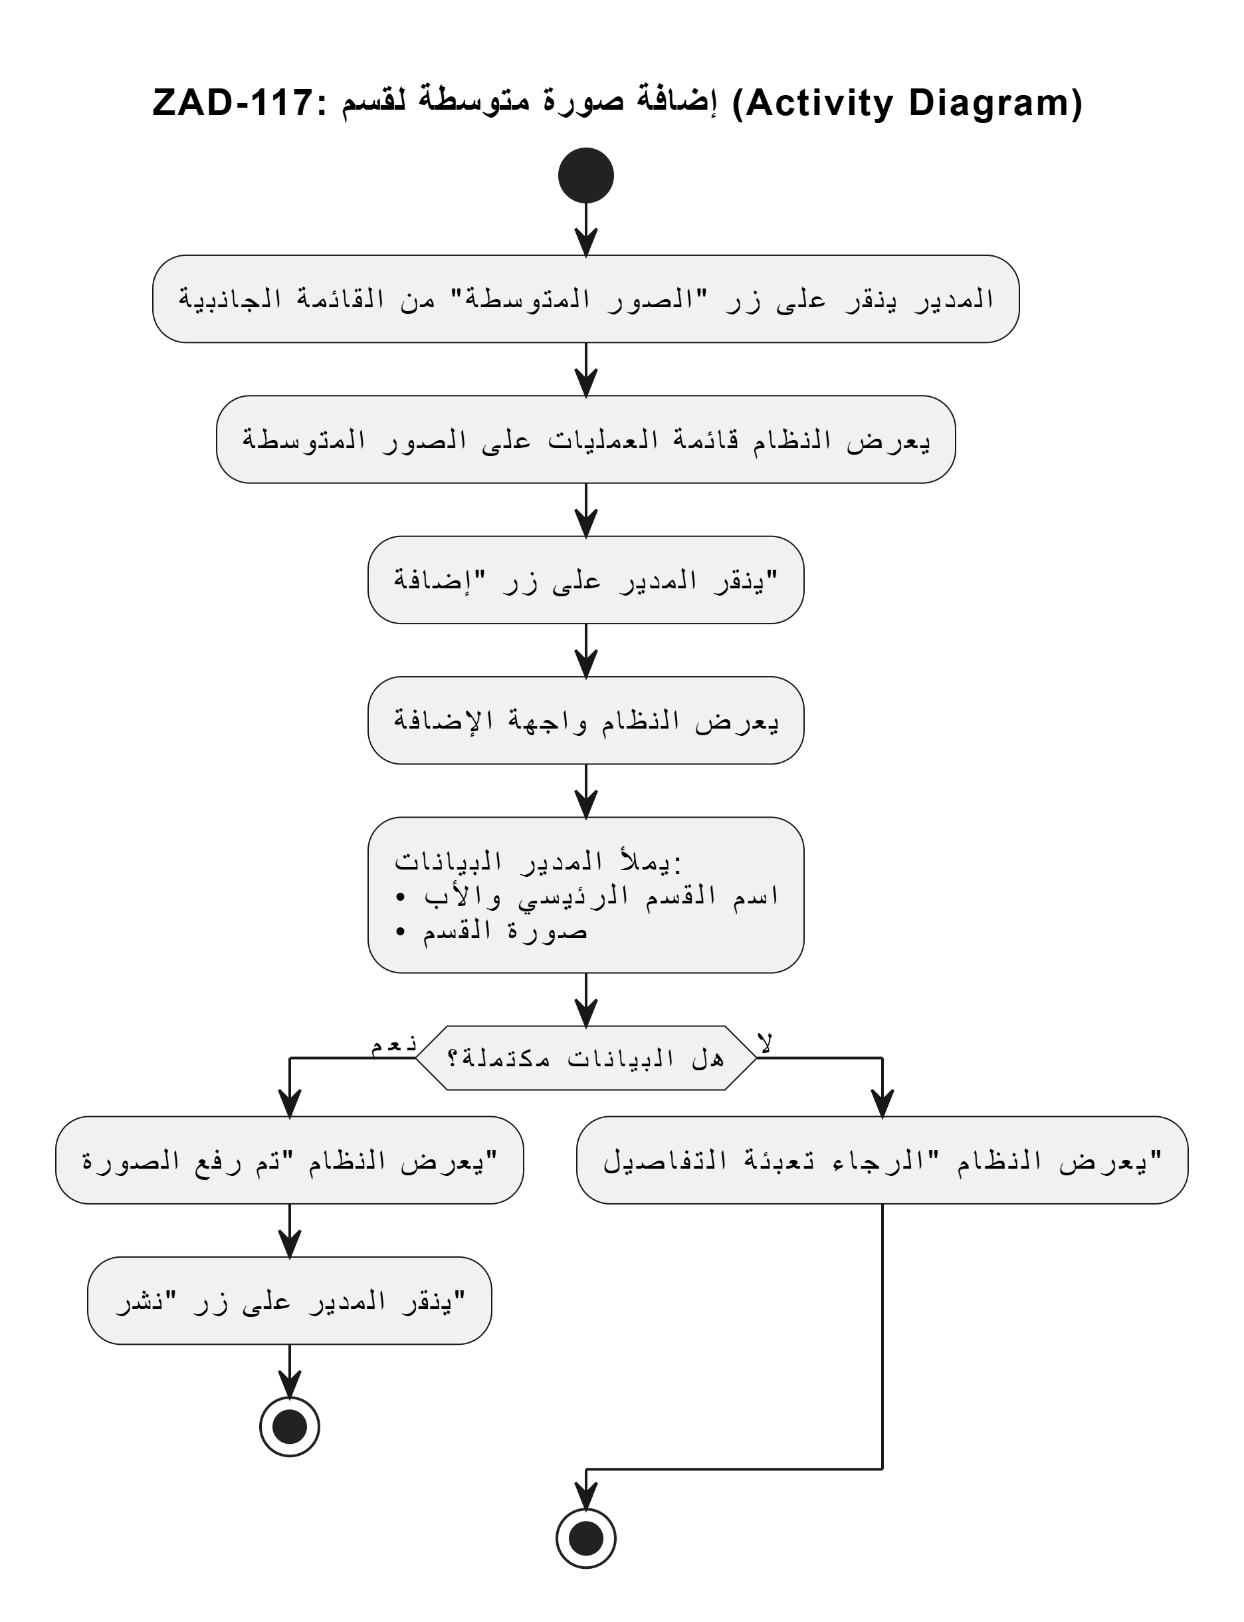 ZAD-117: إضافة صورة متوسطة لقسم (Activity Diagram)
المدير ينقر على زر "الصور المتوسطة" من القائمة الجانبية
يعرض النظام قائمة العمليات على الصور المتوسطة
ينقر المدير على زر "إضافة"
يعرض النظام واجهة الإضافة
يملأ المدير البيانات:
• اسم القسم الرئيسي والأب
• صورة القسم
هل البيانات مكتملة؟
نعم
لا
يعرض النظام "تم رفع الصورة"
يعرض النظام "الرجاء تعبئة التفاصيل"
ينقر المدير على زر "نشر"